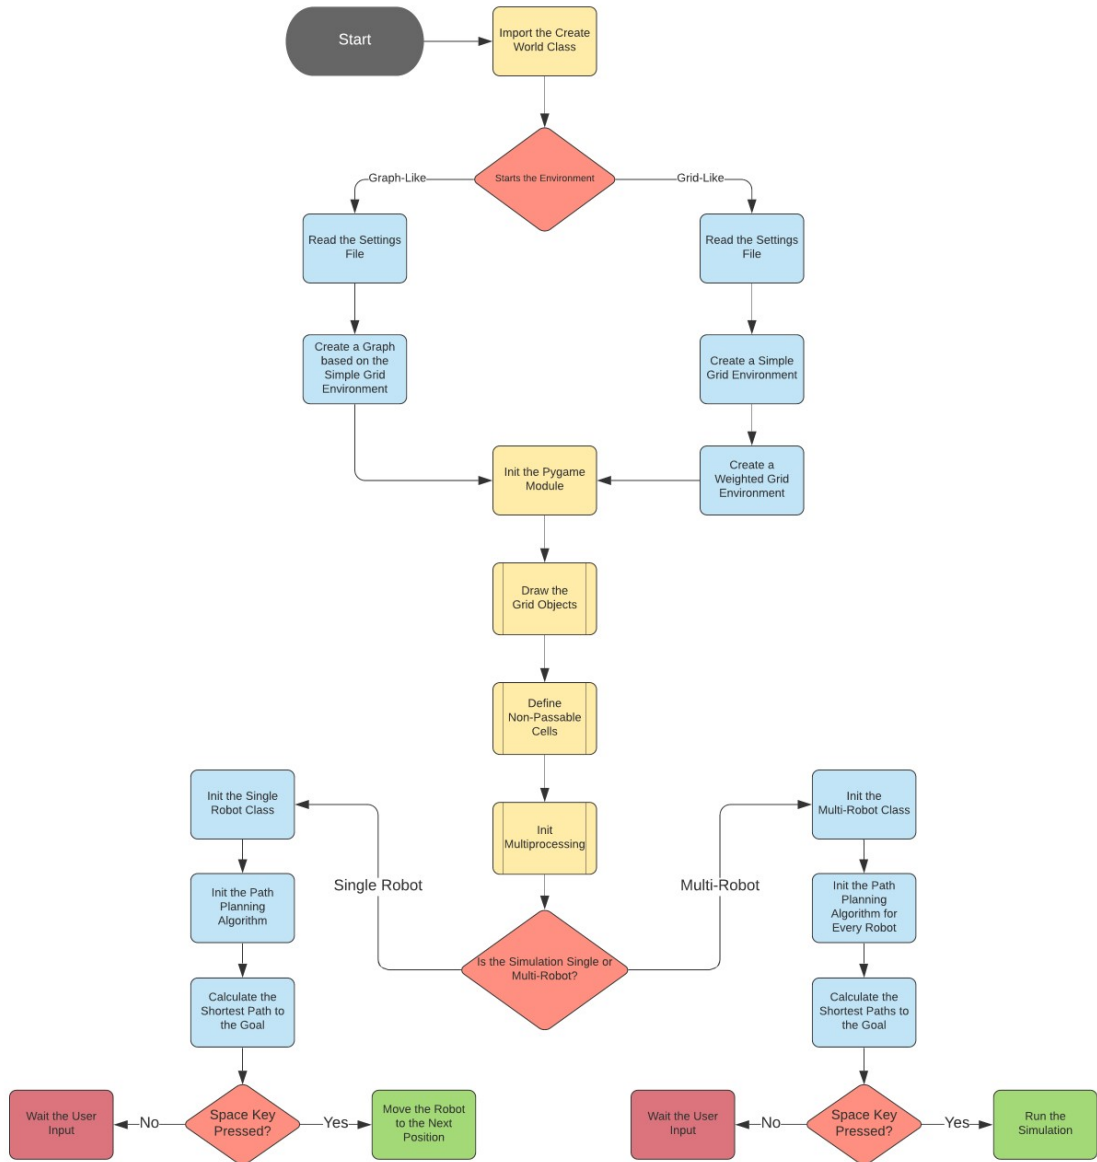 Start
Import the Create
World Class
Starts the Environment
Graph-Like
Grid-Like
Read the Settings
File
Read the Settings
File
Create a Graph
based on the
Simple Grid
Environment
Create a Simple
Grid Environment
Init the Pygame
Module
Create a
Weighted Grid
Environment
Draw the
Grid Objects
Define
Non-Passable
Cells
Init
Multiprocessing
Is the Simulation Single or
Multi-Robot?
Single Robot
Multi-Robot
Init the Single
Robot Class
Init the Path
Planning
Algorithm
Calculate the
Shortest Path to
the Goal
Space Key
Pressed?
No
Wait the User
Input
Yes
Move the Robot
to the Next
Position
Init the
Multi-Robot Class
Init the Path
Planning
Algorithm for
Every Robot
Calculate the
Shortest Paths to
the Goal
Space Key
Pressed?
No
Wait the User
Input
Yes
Run the
Simulation